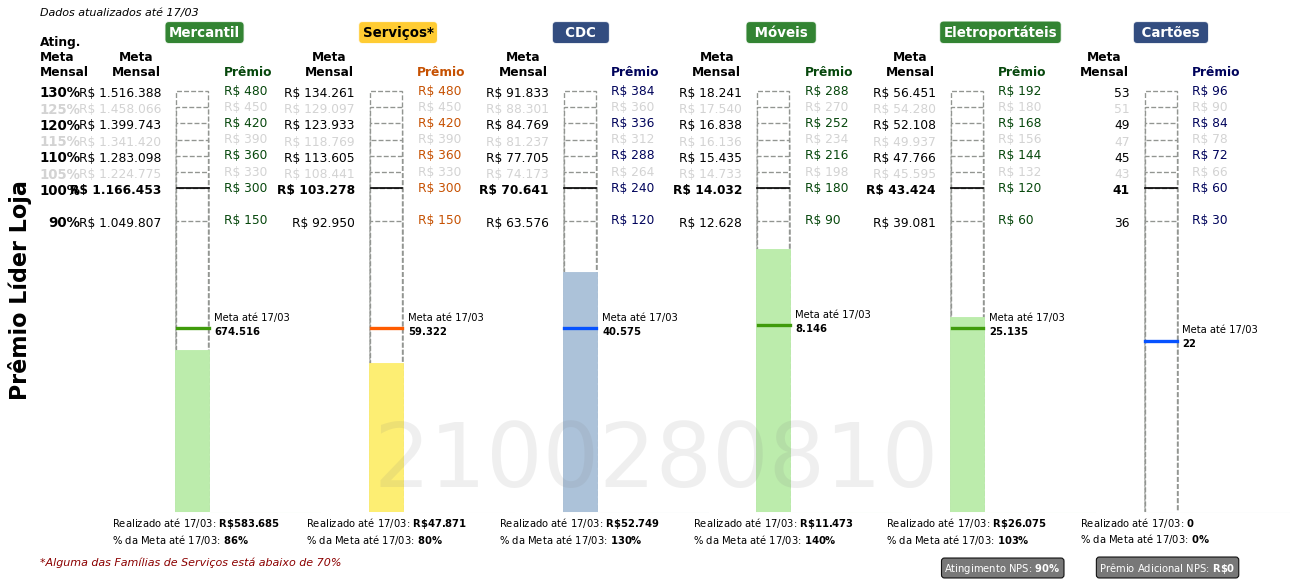 Dados atualizados até 17/03
Mercantil Serviços* CDC Móveis Eletroportáteis Cartões
Ating. Meta Mensal
Meta Mensal Prêmio Meta Mensal Prêmio Meta Mensal Prêmio Meta Mensal Prêmio Meta Mensal Prêmio Meta Mensal Prêmio
130% R$ 1.516.388 R$ 480 R$ 134.261 R$ 480 R$ 91.833 R$ 384 R$ 18.241 R$ 288 R$ 56.451 R$ 192 53 R$ 96
125% R$ 1.458.066 R$ 450 R$ 129.097 R$ 450 R$ 88.301 R$ 360 R$ 17.540 R$ 270 R$ 54.280 R$ 180 51 R$ 90
120% R$ 1.399.743 R$ 420 R$ 123.933 R$ 420 R$ 84.769 R$ 336 R$ 16.838 R$ 252 R$ 52.108 R$ 168 49 R$ 84
115% R$ 1.341.420 R$ 390 R$ 118.769 R$ 390 R$ 81.237 R$ 312 R$ 16.136 R$ 234 R$ 49.937 R$ 156 47 R$ 78
110% R$ 1.283.098 R$ 360 R$ 113.605 R$ 360 R$ 77.705 R$ 288 R$ 15.435 R$ 216 R$ 47.766 R$ 144 45 R$ 72
105% R$ 1.224.775 R$ 330 R$ 108.441 R$ 330 R$ 74.173 R$ 264 R$ 14.733 R$ 198 R$ 45.595 R$ 132 43 R$ 66
100% R$ 1.166.453 R$ 300 R$ 103.278 R$ 300 R$ 70.641 R$ 240 R$ 14.032 R$ 180 R$ 43.424 R$ 120 41 R$ 60
90% R$ 1.049.807 R$ 150 R$ 92.950 R$ 150 R$ 63.576 R$ 120 R$ 12.628 R$ 90 R$ 39.081 R$ 60 36 R$ 30
Prêmio Líder Loja
Meta até 17/03 Meta até 17/03 Meta até 17/03 Meta até 17/03 Meta até 17/03 Meta até 17/03
674.516 59.322 40.575 8.146 25.135 22
2100280810
Realizado até 17/03: R$583.685 Realizado até 17/03: R$47.871 Realizado até 17/03: R$52.749 Realizado até 17/03: R$11.473 Realizado até 17/03: R$26.075 Realizado até 17/03: 0
% da Meta até 17/03: 86% % da Meta até 17/03: 80% % da Meta até 17/03: 130% % da Meta até 17/03: 140% % da Meta até 17/03: 103% % da Meta até 17/03: 0%
*Alguma das Famílias de Serviços está abaixo de 70%
Atingimento NPS: 90% Prêmio Adicional NPS: R$0